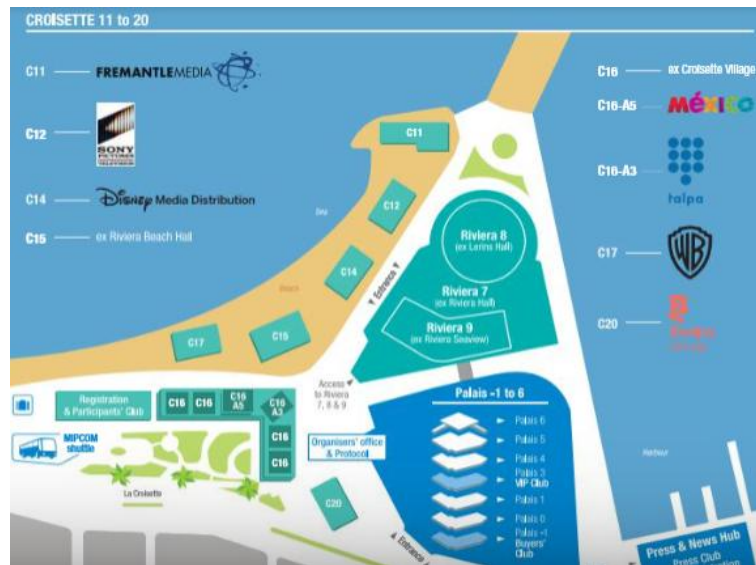 CROISETTE 11 to 20
C11
FREMANTLEMEDIA
C12
SONY
PICTURES
TELEVISION
C14
Disney Media Distribution
C15
ex Riviera Beach Hall
C16
ex Croisette Village
C16-A5
México
C16-A3
talpa
C17
WB
C20
C11
C12
C14
C15
C17
Sea
Beach
Entrance
Riviera 8
(ex Lerins Hall)
Riviera 7
(ex Riviera Hall)
Riviera 9
(ex Riviera Seaview)
Access
to Riviera
7, 8 & 9
Registration
& Participants' Club
C16
C16
C16
A5
C16
A3
C16
C16
MIPCOM
shuttle
La Croisette
Organisers' office
& Protocol
C20
Palais -1 to 6
Palais 6
Palais 5
Palais 4
Palais 3
VIP Club
Palais 1
Palais 0
Palais -1
Buyers'
Club
Entrance
Harbour
Press & News Hub
Press Club